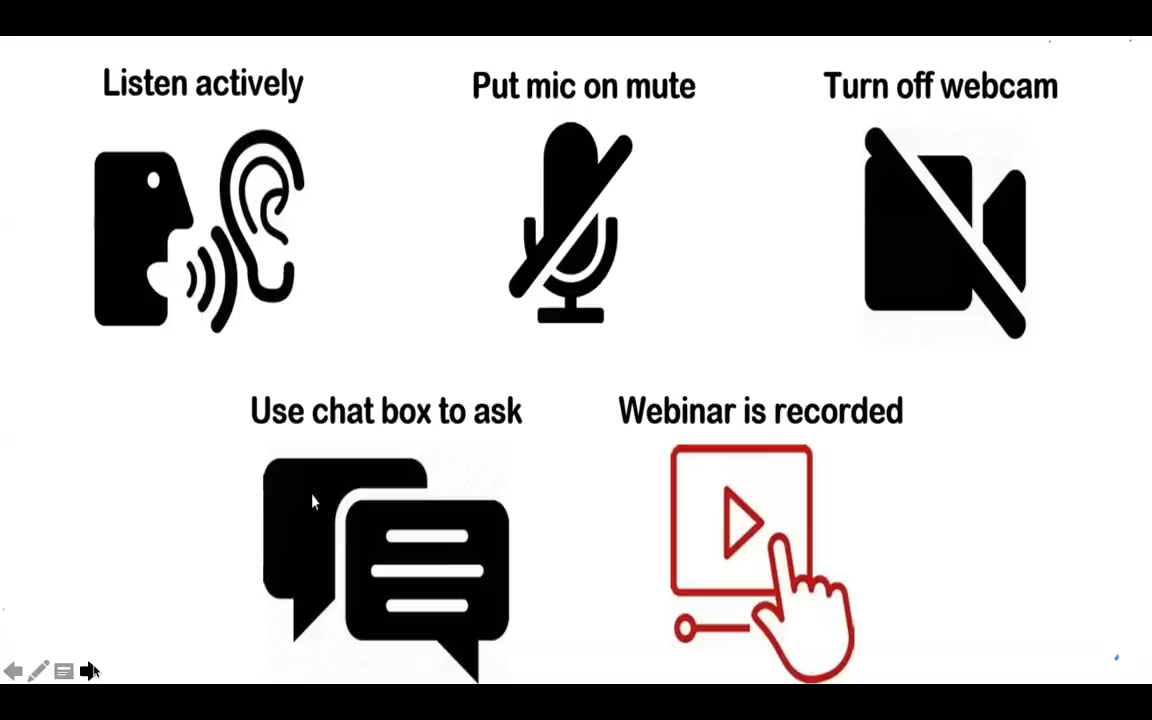 Listen actively
Put mic on mute
Turn off webcam
Use chat box to ask
Webinar is recorded